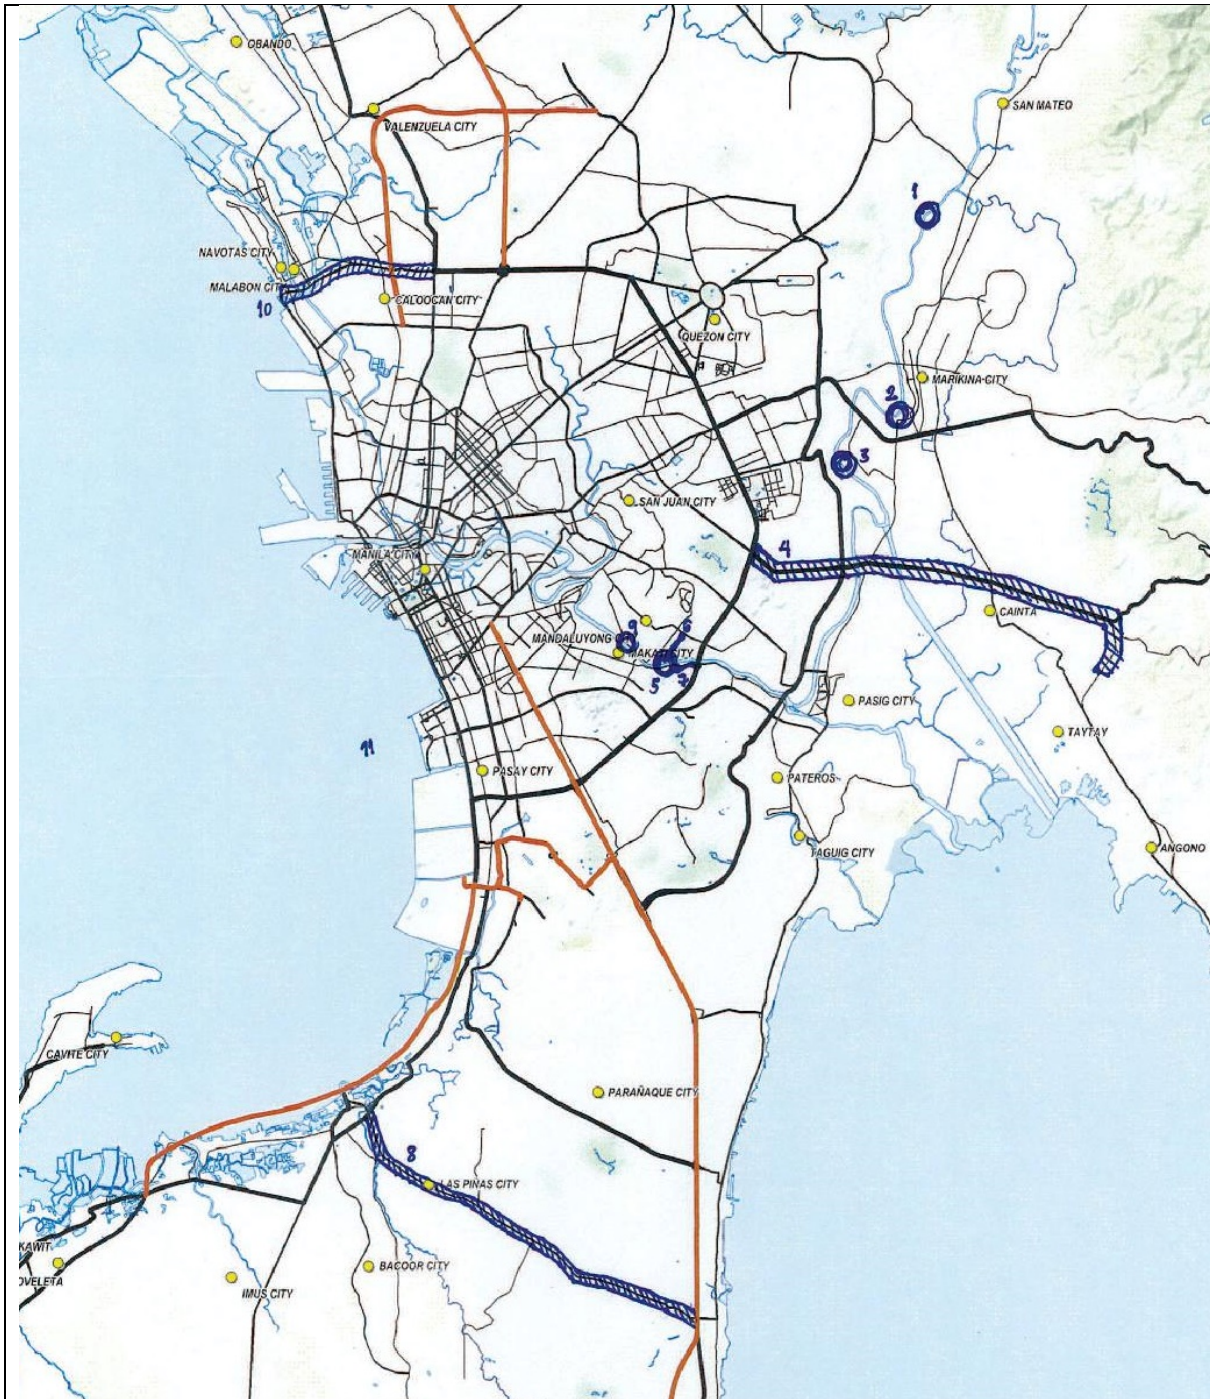 OBANDO
SAN MATEO
VALENZUELA CITY
1
NAVOTAS CITY
MALABON CITY
10
CALOOCAN CITY
QUEZON CITY
MARIKINA CITY
2
3
SAN JUAN CITY
MANILA CITY
4
CAINTA
MANDALUYONG
9
6
MAKATI CITY
5
7
PASIG CITY
TAYTAY
11
PASAY CITY
PATEROS
TAGUIG CITY
ANGONO
CAVITE CITY
PARAÑAQUE CITY
8
LAS PIÑAS CITY
KAWIT
OVELETA
BACOOR CITY
IMUS CITY